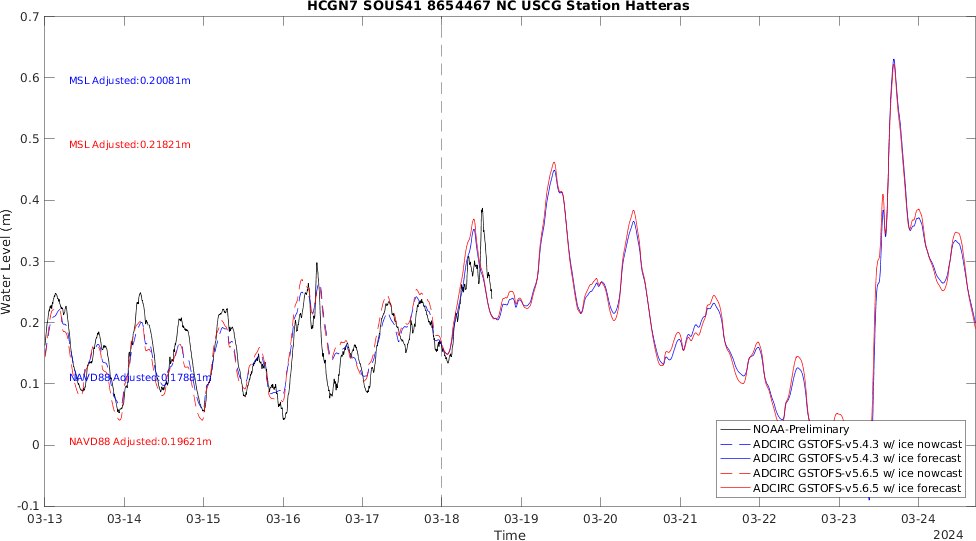 HCGN7 SOUS41 8654467 NC USCG Station Hatteras
0.7
0.6
0.5
0.4
0.3
0.2
0.1
0
-0.1
Water Level (m)
MSL Adjusted:0.20081m
MSL Adjusted:0.21821m
NAVD88 Adjusted:0.17881m
NAVD88 Adjusted:0.19621m
NOAA-Preliminary
ADCIRC GSTOFS-v5.4.3 w/ ice nowcast
ADCIRC GSTOFS-v5.4.3 w/ ice forecast
ADCIRC GSTOFS-v5.6.5 w/ ice nowcast
ADCIRC GSTOFS-v5.6.5 w/ ice forecast
03-13 03-14 03-15 03-16 03-17 03-18 03-19 03-20 03-21 03-22 03-23 03-24
Time
2024